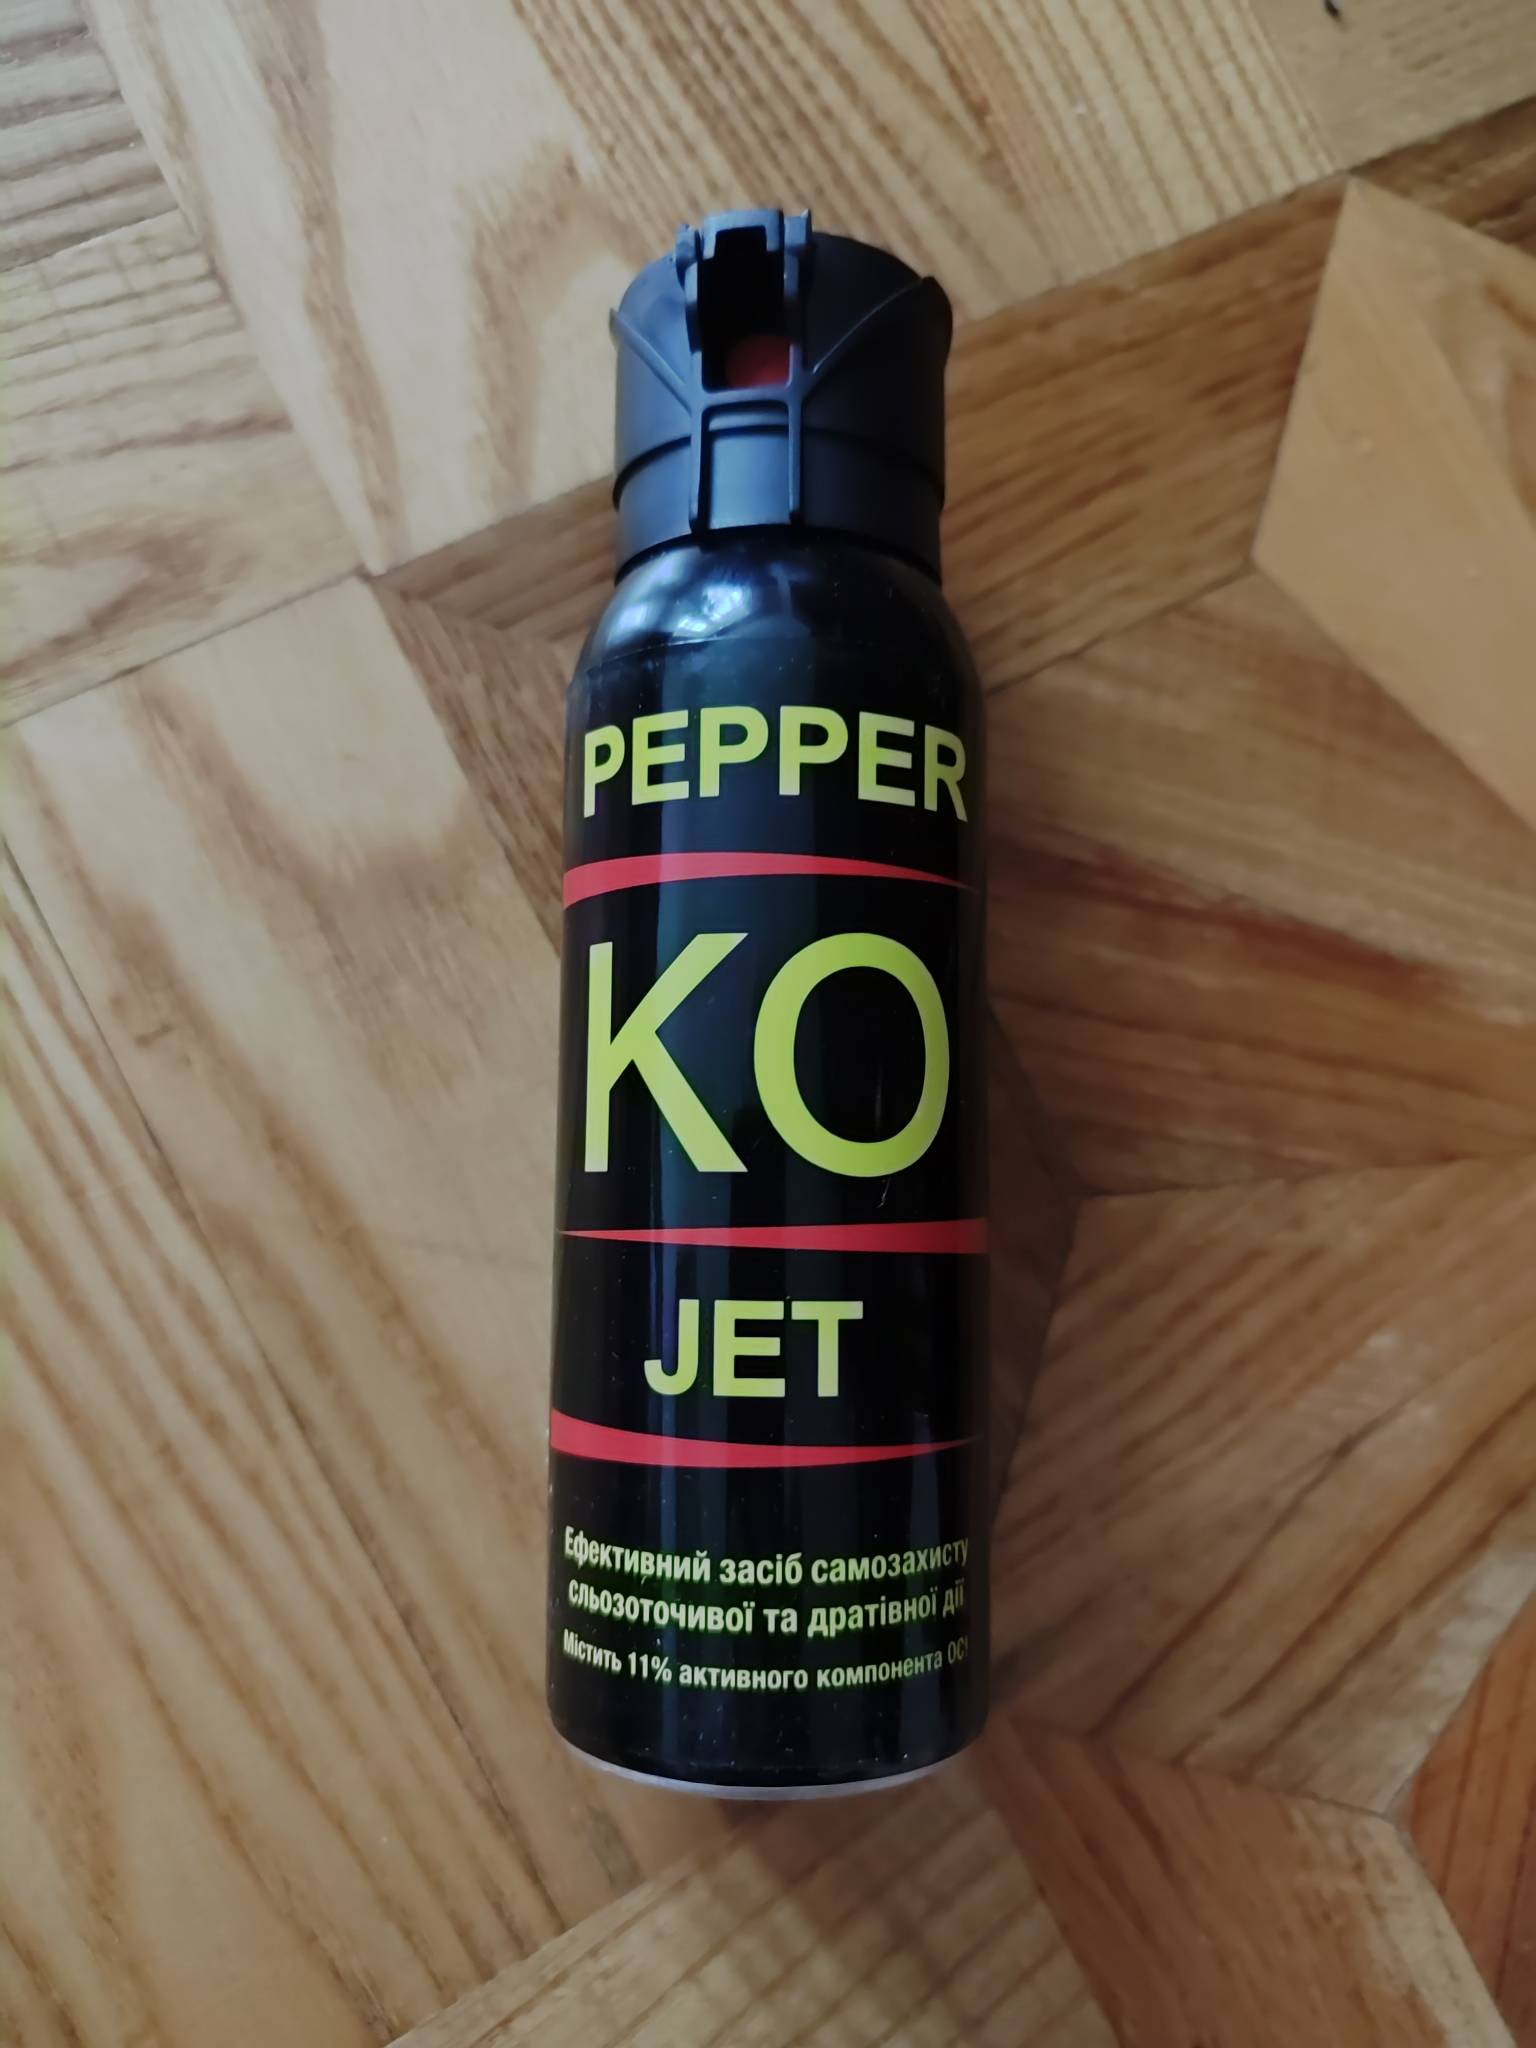 PEPPER
KO
JET
Ефективний засіб самозахисту
сльозоточивої та дратівної дії
Містить 11% активного компонента